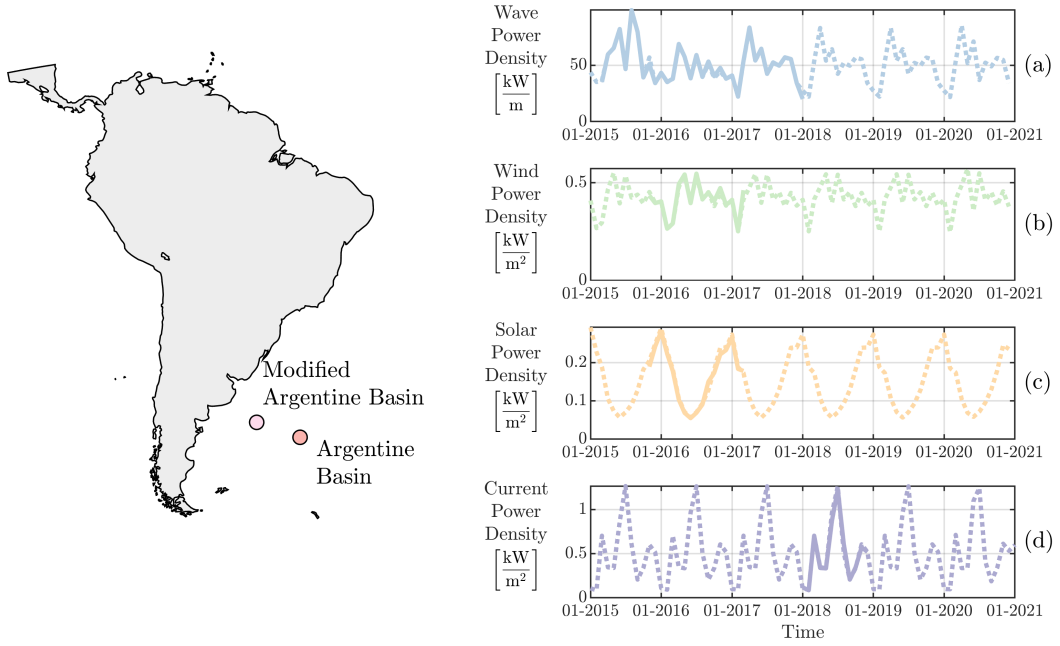 Modified
Argentine Basin
Argentine
Basin
Wave
Power
Density
[kW/m]
50
0
01-2015 01-2016 01-2017 01-2018 01-2019 01-2020 01-2021
(a)
Wind
Power
Density
[kW/m²]
0.5
0
01-2015 01-2016 01-2017 01-2018 01-2019 01-2020 01-2021
(b)
Solar
Power
Density
[kW/m²]
0.2
0.1
0
01-2015 01-2016 01-2017 01-2018 01-2019 01-2020 01-2021
(c)
Current
Power
Density
[kW/m²]
1
0.5
0
01-2015 01-2016 01-2017 01-2018 01-2019 01-2020 01-2021
(d)
Time